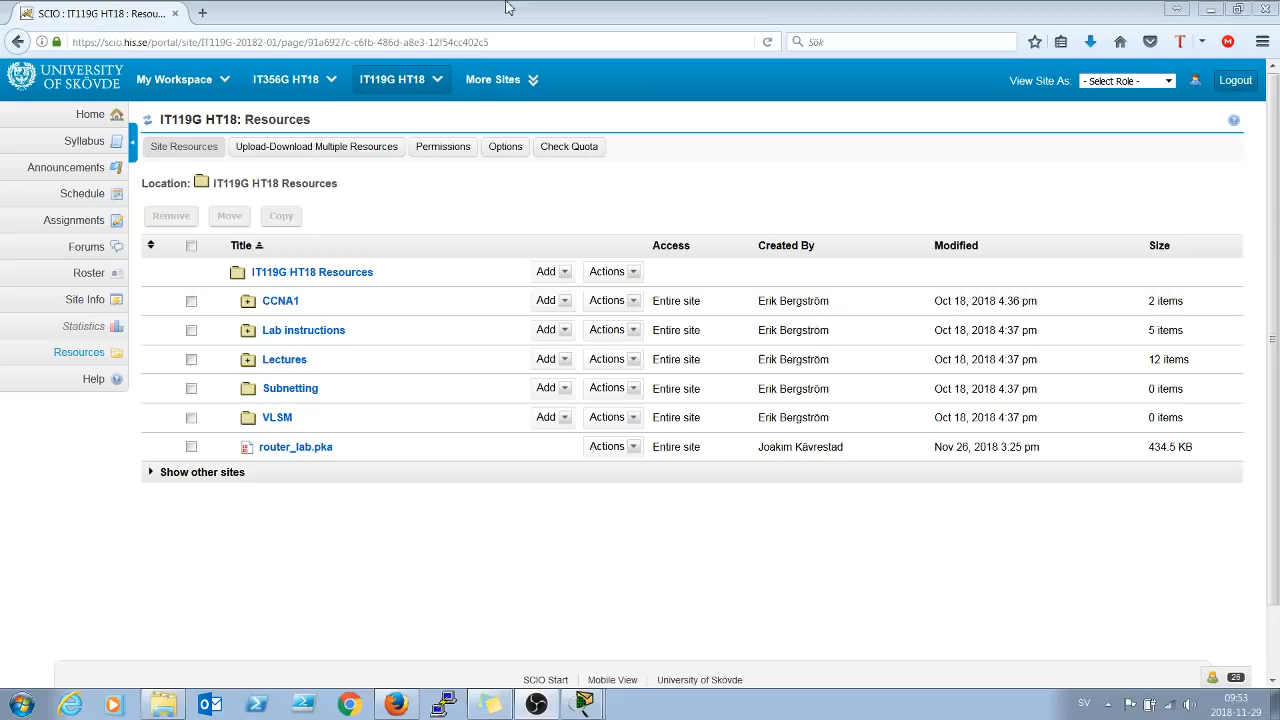 SCIO : IT119G HT18 : Resou...
https://scio.his.se/portal/site/IT119G-20182-01/page/91a6927c-c6fb-486d-a8e3-12f54cc402c5
Sök
UNIVERSITY OF SKÖVDE
My Workspace
IT356G HT18
IT119G HT18
More Sites
View Site As:
- Select Role -
Logout
Home
Syllabus
Announcements
Schedule
Assignments
Forums
Roster
Site Info
Statistics
Resources
Help
IT119G HT18: Resources
Site Resources
Upload-Download Multiple Resources
Permissions
Options
Check Quota
Location: IT119G HT18 Resources
Remove
Move
Copy
Title Access Created By Modified Size
IT119G HT18 Resources Add Actions
CCNA1 Add Actions Entire site Erik Bergström Oct 18, 2018 4:36 pm 2 items
Lab instructions Add Actions Entire site Erik Bergström Oct 18, 2018 4:37 pm 5 items
Lectures Add Actions Entire site Erik Bergström Oct 18, 2018 4:37 pm 12 items
Subnetting Add Actions Entire site Erik Bergström Oct 18, 2018 4:37 pm 0 items
VLSM Add Actions Entire site Erik Bergström Oct 18, 2018 4:37 pm 0 items
router_lab.pka Actions Entire site Joakim Kävrestad Nov 26, 2018 3:25 pm 434.5 KB
Show other sites
SCIO Start
Mobile View
University of Skövde
26
SV
09:53
2018-11-29